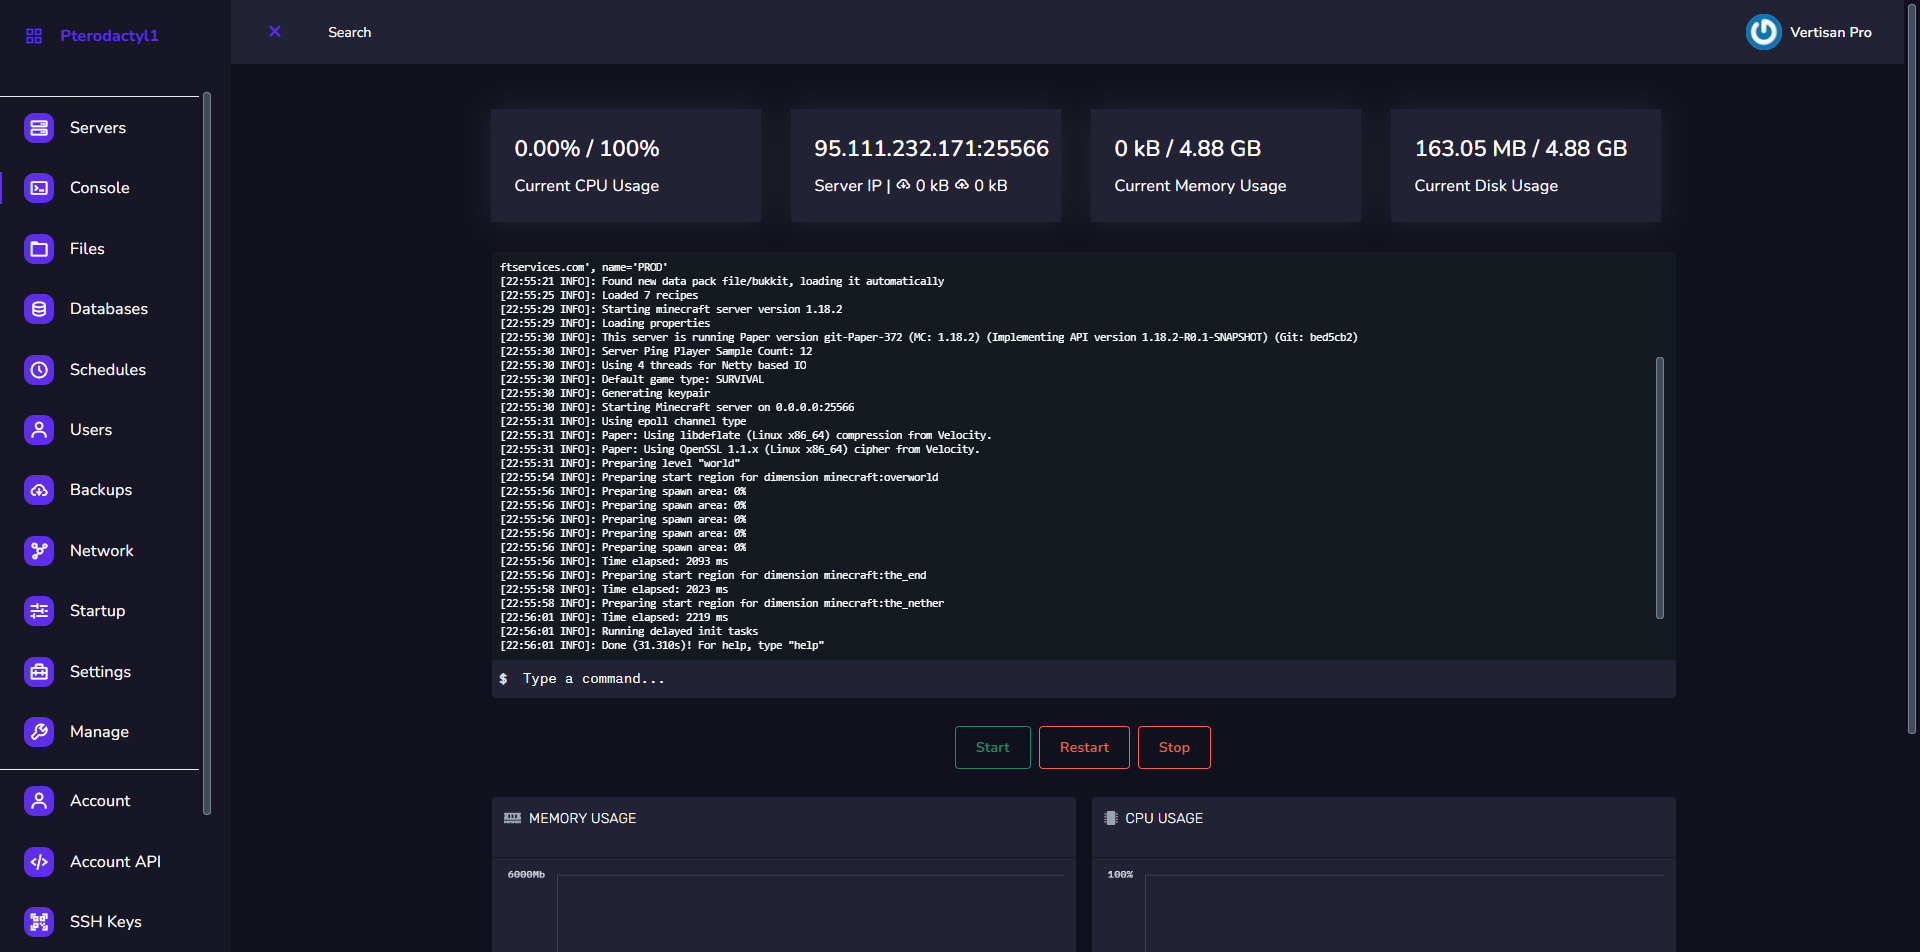 Pterodactyl1
Search
Vertisan Pro
Servers
Console
Files
Databases
Schedules
Users
Backups
Network
Startup
Settings
Manage
Account
Account API
SSH Keys
0.00% / 100%
Current CPU Usage
95.111.232.171:25566
Server IP | 0 kB 0 kB
0 kB / 4.88 GB
Current Memory Usage
163.05 MB / 4.88 GB
Current Disk Usage
ftservices.com', name='PROD'
[22:55:21 INFO]: Found new data pack file/bukkit, loading it automatically
[22:55:25 INFO]: Loaded 7 recipes
[22:55:29 INFO]: Starting minecraft server version 1.18.2
[22:55:29 INFO]: Loading properties
[22:55:30 INFO]: This server is running Paper version git-Paper-372 (MC: 1.18.2) (Implementing API version 1.18.2-R0.1-SNAPSHOT) (Git: bed5cb2)
[22:55:30 INFO]: Server Ping Player Sample Count: 12
[22:55:30 INFO]: Using 4 threads for Netty based IO
[22:55:30 INFO]: Default game type: SURVIVAL
[22:55:30 INFO]: Generating keypair
[22:55:30 INFO]: Starting Minecraft server on 0.0.0.0:25566
[22:55:31 INFO]: Using epoll channel type
[22:55:31 INFO]: Paper: Using libdeflate (Linux x86_64) compression from Velocity.
[22:55:31 INFO]: Paper: Using OpenSSL 1.1.x (Linux x86_64) cipher from Velocity.
[22:55:31 INFO]: Preparing level "world"
[22:55:54 INFO]: Preparing start region for dimension minecraft:overworld
[22:55:56 INFO]: Preparing spawn area: 0%
[22:55:56 INFO]: Preparing spawn area: 0%
[22:55:56 INFO]: Preparing spawn area: 0%
[22:55:56 INFO]: Preparing spawn area: 0%
[22:55:56 INFO]: Preparing spawn area: 0%
[22:55:56 INFO]: Time elapsed: 2093 ms
[22:55:56 INFO]: Preparing start region for dimension minecraft:the_end
[22:55:58 INFO]: Time elapsed: 2023 ms
[22:55:58 INFO]: Preparing start region for dimension minecraft:the_nether
[22:56:01 INFO]: Time elapsed: 2219 ms
[22:56:01 INFO]: Running delayed init tasks
[22:56:01 INFO]: Done (31.310s)! For help, type "help"
$ Type a command...
Start
Restart
Stop
MEMORY USAGE
6000Mb
CPU USAGE
100%